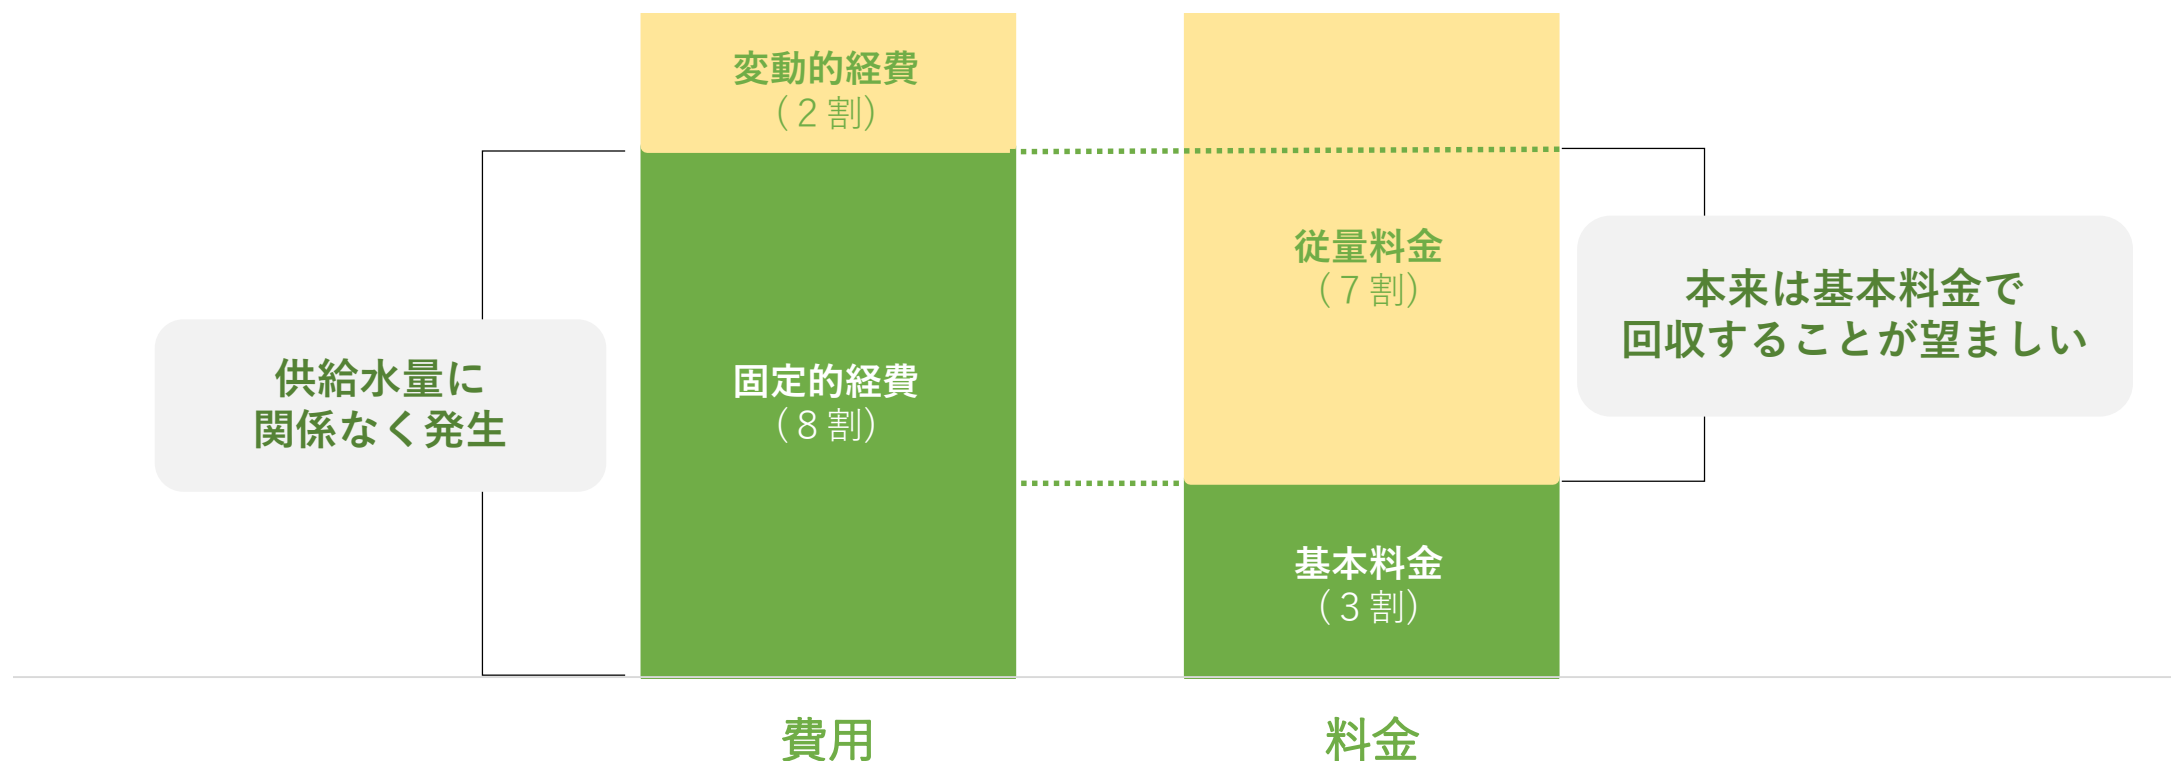 変動的経費
（２割）
固定的経費
（８割）
供給水量に
関係なく発生
従量料金
（７割）
基本料金
（３割）
本来は基本料金で
回収することが望ましい
費用
料金